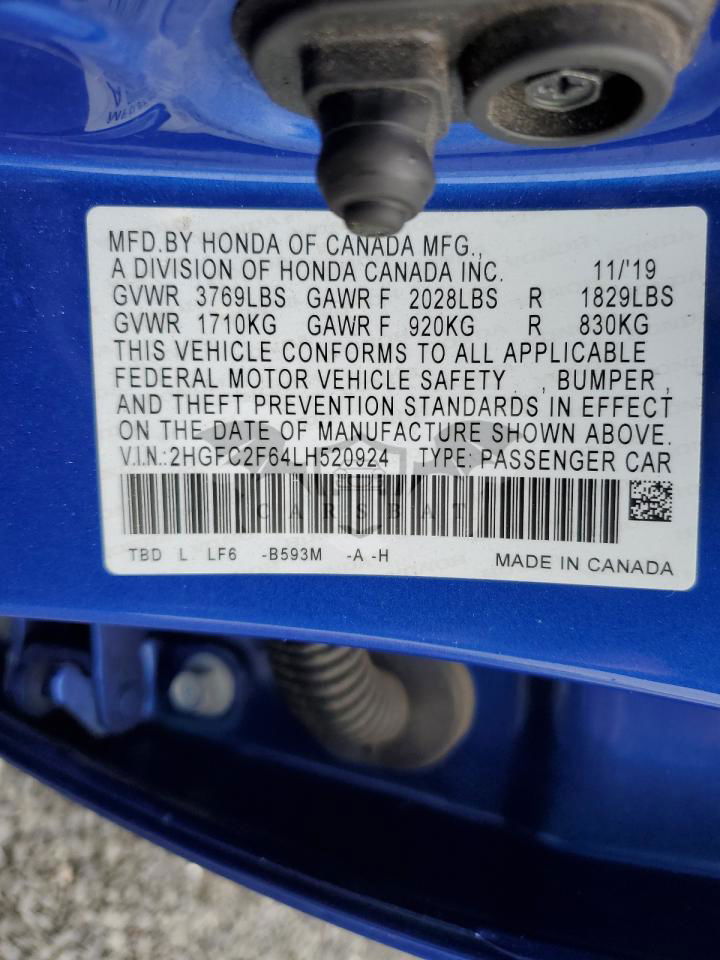 MFD.BY HONDA OF CANADA MFG.,
A DIVISION OF HONDA CANADA INC. 11/'19
GVWR 3769LBS GAWR F 2028LBS R 1829LBS
GVWR 1710KG GAWR F 920KG R 830KG
THIS VEHICLE CONFORMS TO ALL APPLICABLE
FEDERAL MOTOR VEHICLE SAFETY , BUMPER ,
AND THEFT PREVENTION STANDARDS IN EFFECT
ON THE DATE OF MANUFACTURE SHOWN ABOVE.
V.I.N.:2HGFC2F64LH520924 TYPE: PASSENGER CAR
CARSBAT
TBD L LF6 -B593M -A -H MADE IN CANADA